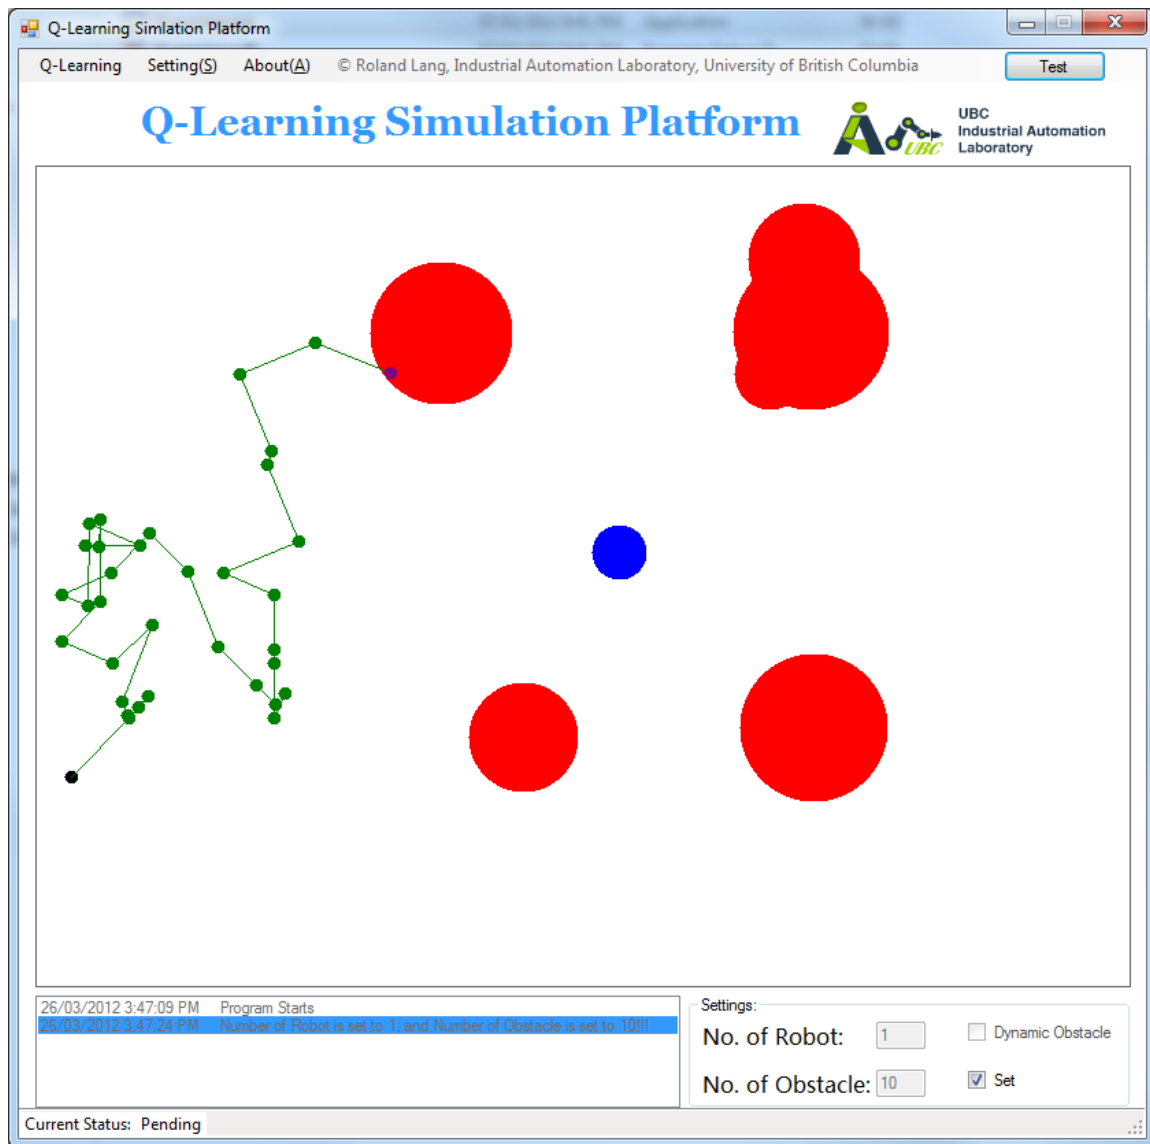 Q-Learning Simlation Platform
Q-Learning Setting(S) About(A) © Roland Lang, Industrial Automation Laboratory, University of British Columbia Test
Q-Learning Simulation Platform
UBC
UBC
Industrial Automation
Laboratory
26/03/2012 3:47:09 PM Program Starts
26/03/2012 3:47:24 PM Number of Robot is set to 1; and Number of Obstacle is set to 10!!!
Settings:
No. of Robot: 1 Dynamic Obstacle
No. of Obstacle: 10 Set
Current Status: Pending